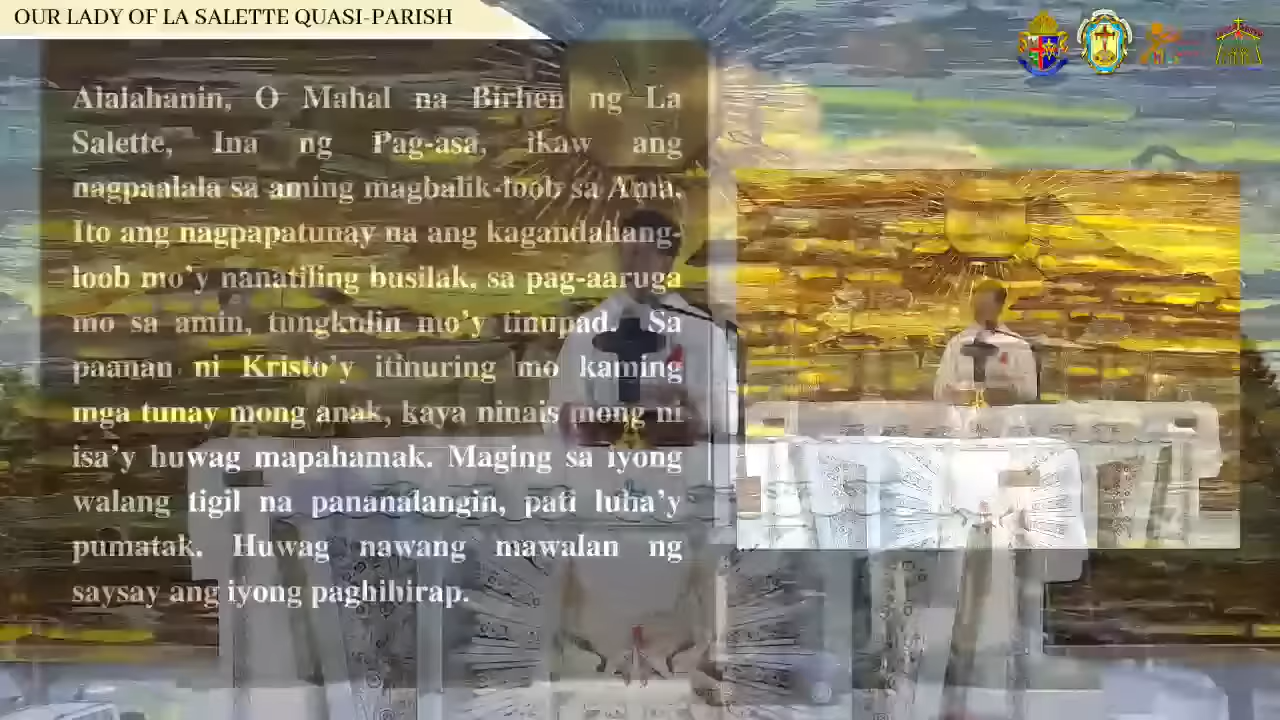 OUR LADY OF LA SALETTE QUASI-PARISH
Alalahanin, O Mahal na Birhen ng La
Salette, Ina ng Pag-asa, ikaw ang
nagpaalala sa aming magbalik-loob sa Ama.
Ito ang nagpapatunay na ang kagandahang-
loob mo'y nanatiling busilak, sa pag-aaruga
mo sa amin, tungkulin mo'y tinupad. Sa
paanan ni Kristo'y itinuring mo kaming
mga tunay mong anak, kaya ninais mong ni
isa'y huwag mapahamak. Maging sa iyong
walang tigil na pananalangin, pati luha'y
pumatak. Huwag nawang mawalan ng
saysay ang iyong paghihirap.